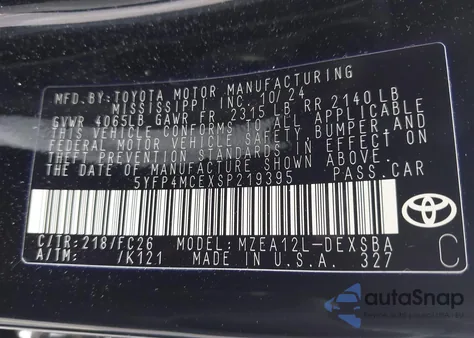 MFD.BY:TOYOTA MOTOR MANUFACTURING
MISSISSIPPI INC.10/24
GVWR 4065LB GAWR FR 2315 LB RR 2140LB
THIS VEHICLE CONFORMS TO ALL APPLICABLE
FEDERAL MOTOR VEHICLE SAFETY,BUMPER,AND
THEFT PREVENTION STANDARDS IN EFFECT ON
THE DATE OF MANUFACTURE SHOWN ABOVE.
5YFP4MCEXSP219395 PASS.CAR
C/TR:218/FC26 MODEL:MZEA12L-DEXSBA
A/TM: /K121 MADE IN U.S.A. 327
C
autoSnap